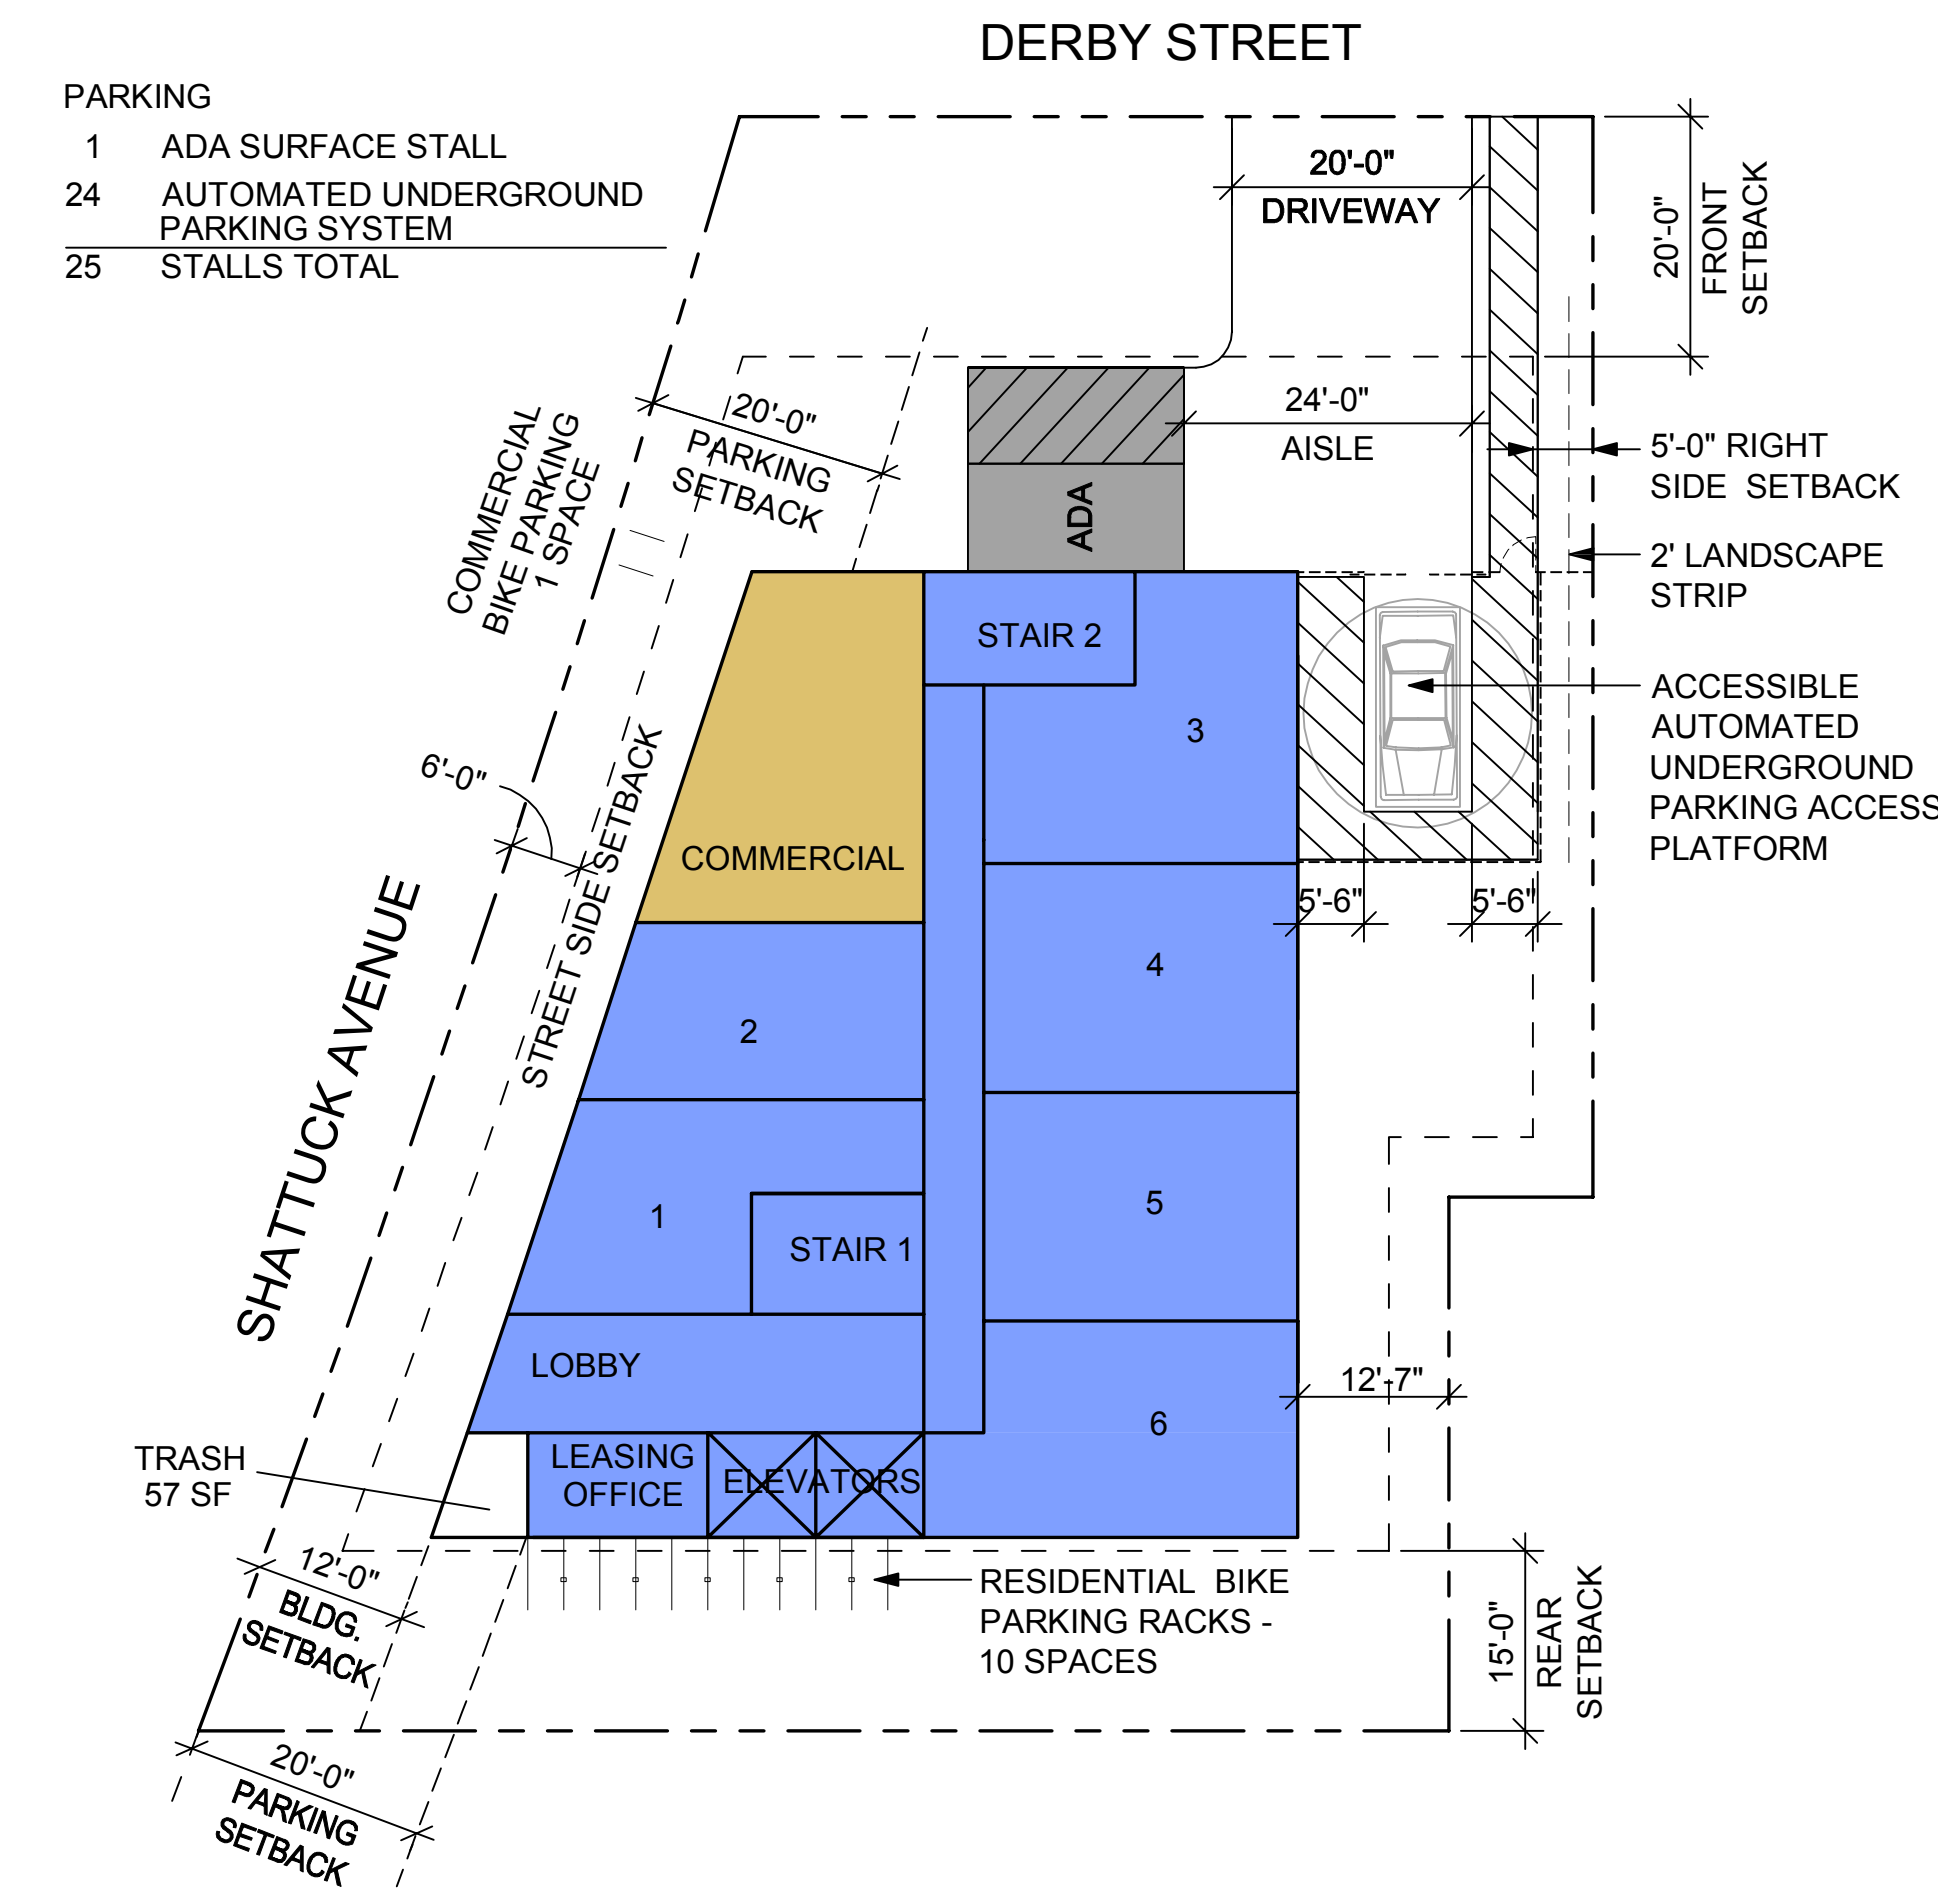 DERBY STREET
PARKING
1 ADA SURFACE STALL
24 AUTOMATED UNDERGROUND
PARKING SYSTEM
25 STALLS TOTAL
20'-0"
DRIVEWAY
20'-0"
FRONT
SETBACK
20'-0"
PARKING
SETBACK
24'-0"
AISLE
COMMERCIAL
BIKE PARKING
1 SPACE
ADA
5'-0" RIGHT
SIDE SETBACK
2' LANDSCAPE
STRIP
STAIR 2
3
ACCESSIBLE
AUTOMATED
UNDERGROUND
PARKING ACCESS
PLATFORM
6'-0"
STREET SIDE SETBACK
COMMERCIAL
5'-6"
5'-6"
SHATTUCK AVENUE
4
2
5
1
STAIR 1
LOBBY
12'-7"
6
TRASH
57 SF
LEASING
OFFICE
ELEVATORS
12'-0"
BLDG.
SETBACK
RESIDENTIAL BIKE
PARKING RACKS -
10 SPACES
15'-0"
REAR
SETBACK
20'-0"
PARKING
SETBACK